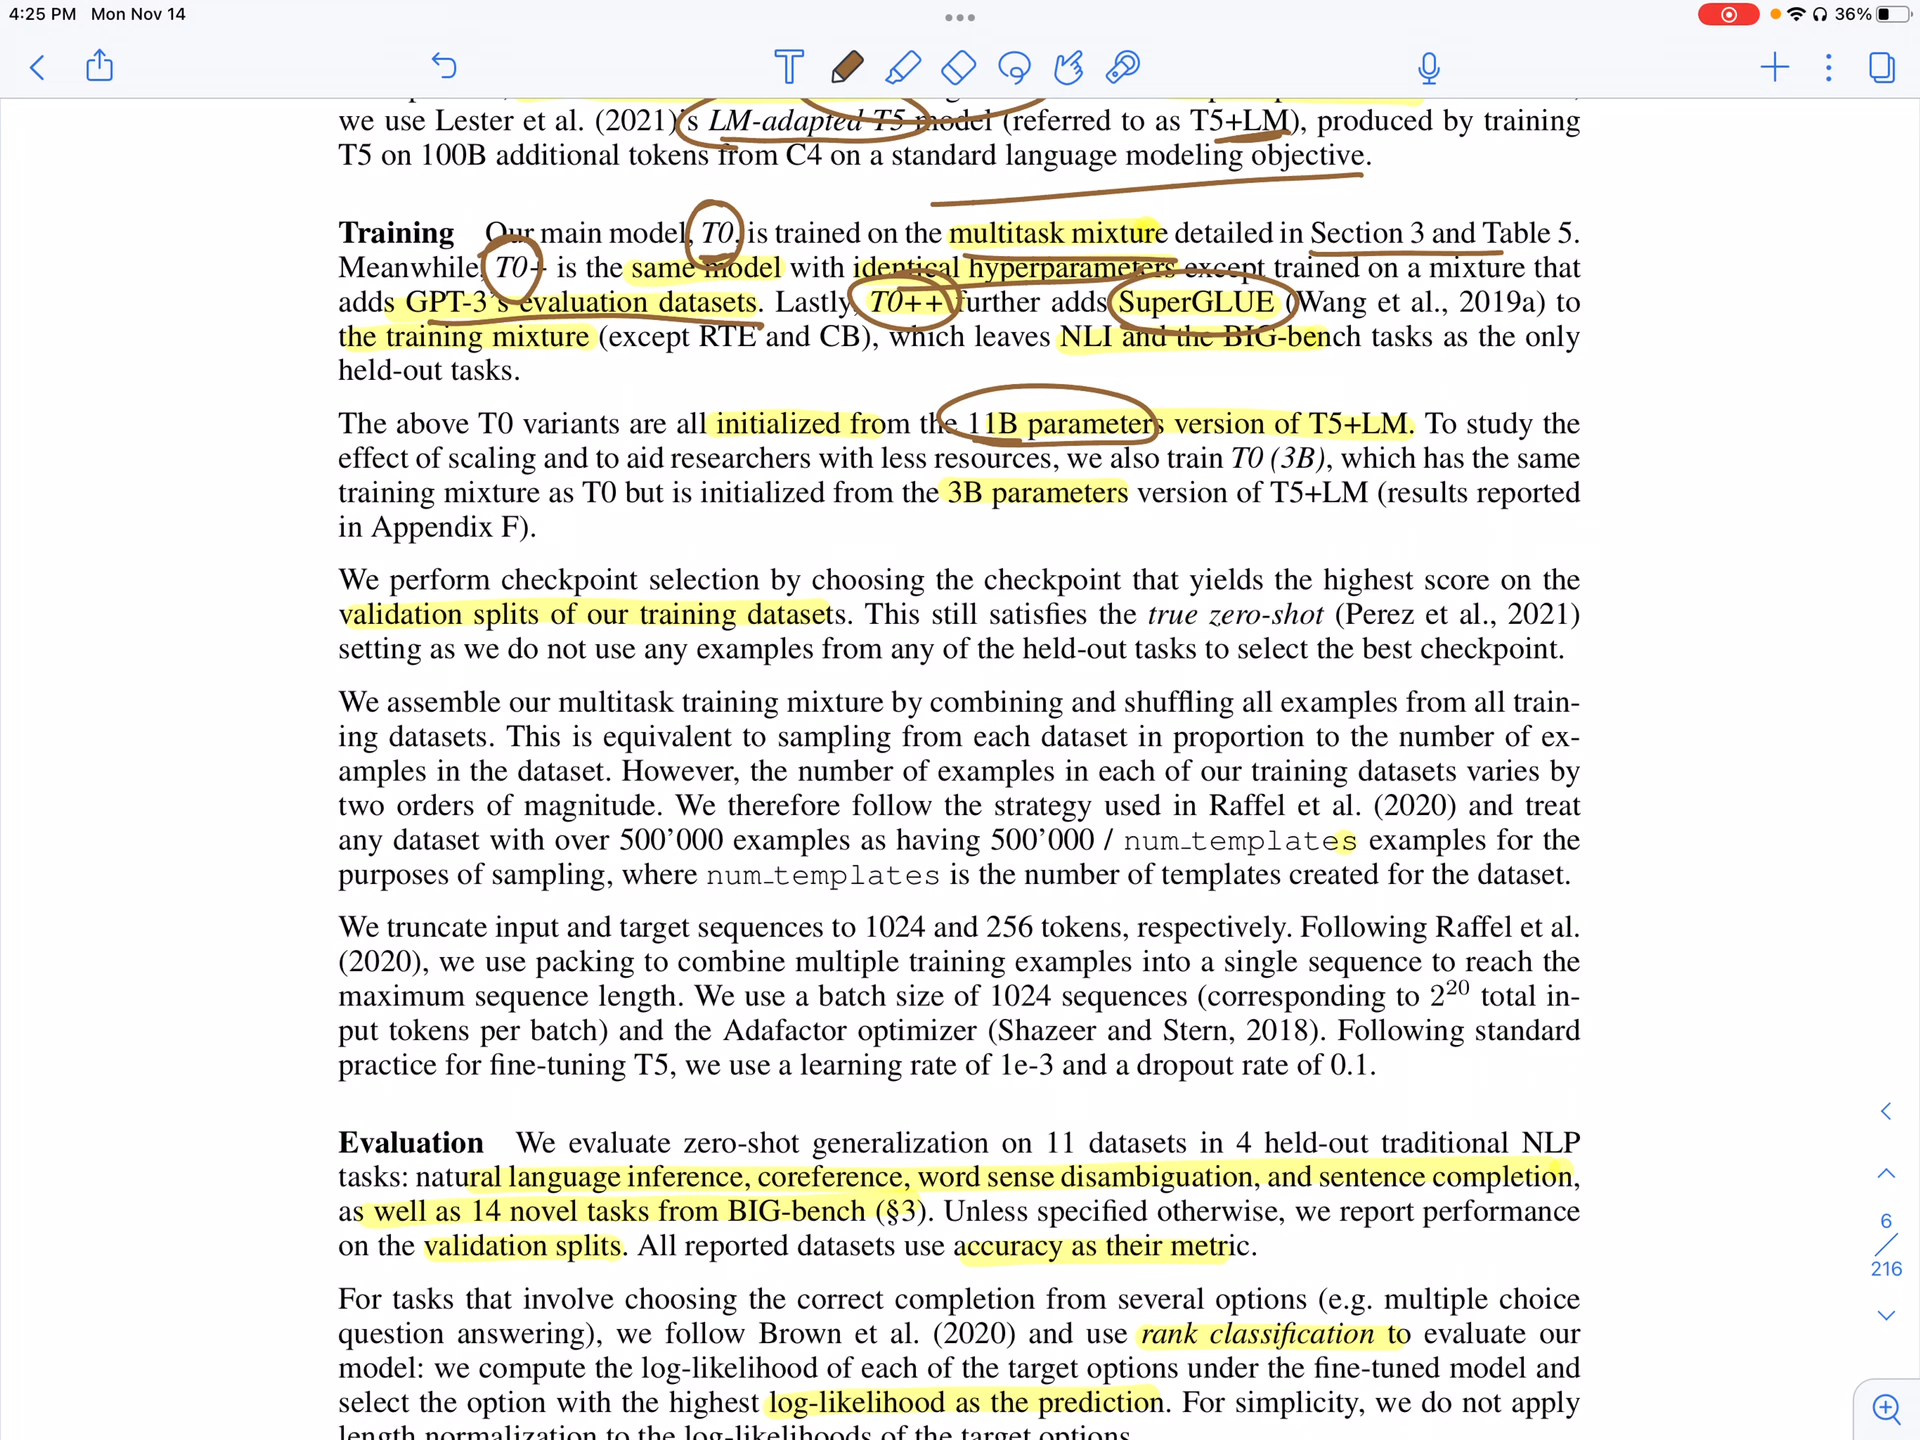 4:25 PM Mon Nov 14
36%
we use Lester et al. (2021)'s LM-adapted T5 model (referred to as T5+LM), produced by training
T5 on 100B additional tokens from C4 on a standard language modeling objective.
Training Our main model, T0, is trained on the multitask mixture detailed in Section 3 and Table 5.
Meanwhile, T0+ is the same model with identical hyperparameters except trained on a mixture that
adds GPT-3's evaluation datasets. Lastly, T0++ further adds SuperGLUE (Wang et al., 2019a) to
the training mixture (except RTE and CB), which leaves NLI and the BIG-bench tasks as the only
held-out tasks.
The above T0 variants are all initialized from the 11B parameters version of T5+LM. To study the
effect of scaling and to aid researchers with less resources, we also train T0 (3B), which has the same
training mixture as T0 but is initialized from the 3B parameters version of T5+LM (results reported
in Appendix F).
We perform checkpoint selection by choosing the checkpoint that yields the highest score on the
validation splits of our training datasets. This still satisfies the true zero-shot (Perez et al., 2021)
setting as we do not use any examples from any of the held-out tasks to select the best checkpoint.
We assemble our multitask training mixture by combining and shuffling all examples from all train-
ing datasets. This is equivalent to sampling from each dataset in proportion to the number of ex-
amples in the dataset. However, the number of examples in each of our training datasets varies by
two orders of magnitude. We therefore follow the strategy used in Raffel et al. (2020) and treat
any dataset with over 500'000 examples as having 500'000 / num_templates examples for the
purposes of sampling, where num_templates is the number of templates created for the dataset.
We truncate input and target sequences to 1024 and 256 tokens, respectively. Following Raffel et al.
(2020), we use packing to combine multiple training examples into a single sequence to reach the
maximum sequence length. We use a batch size of 1024 sequences (corresponding to 2²⁰ total in-
put tokens per batch) and the Adafactor optimizer (Shazeer and Stern, 2018). Following standard
practice for fine-tuning T5, we use a learning rate of 1e-3 and a dropout rate of 0.1.
Evaluation We evaluate zero-shot generalization on 11 datasets in 4 held-out traditional NLP
tasks: natural language inference, coreference, word sense disambiguation, and sentence completion,
as well as 14 novel tasks from BIG-bench (§3). Unless specified otherwise, we report performance
on the validation splits. All reported datasets use accuracy as their metric.
For tasks that involve choosing the correct completion from several options (e.g. multiple choice
question answering), we follow Brown et al. (2020) and use rank classification to evaluate our
model: we compute the log-likelihood of each of the target options under the fine-tuned model and
select the option with the highest log-likelihood as the prediction. For simplicity, we do not apply
length normalization to the log-likelihoods of the target options.
6
216